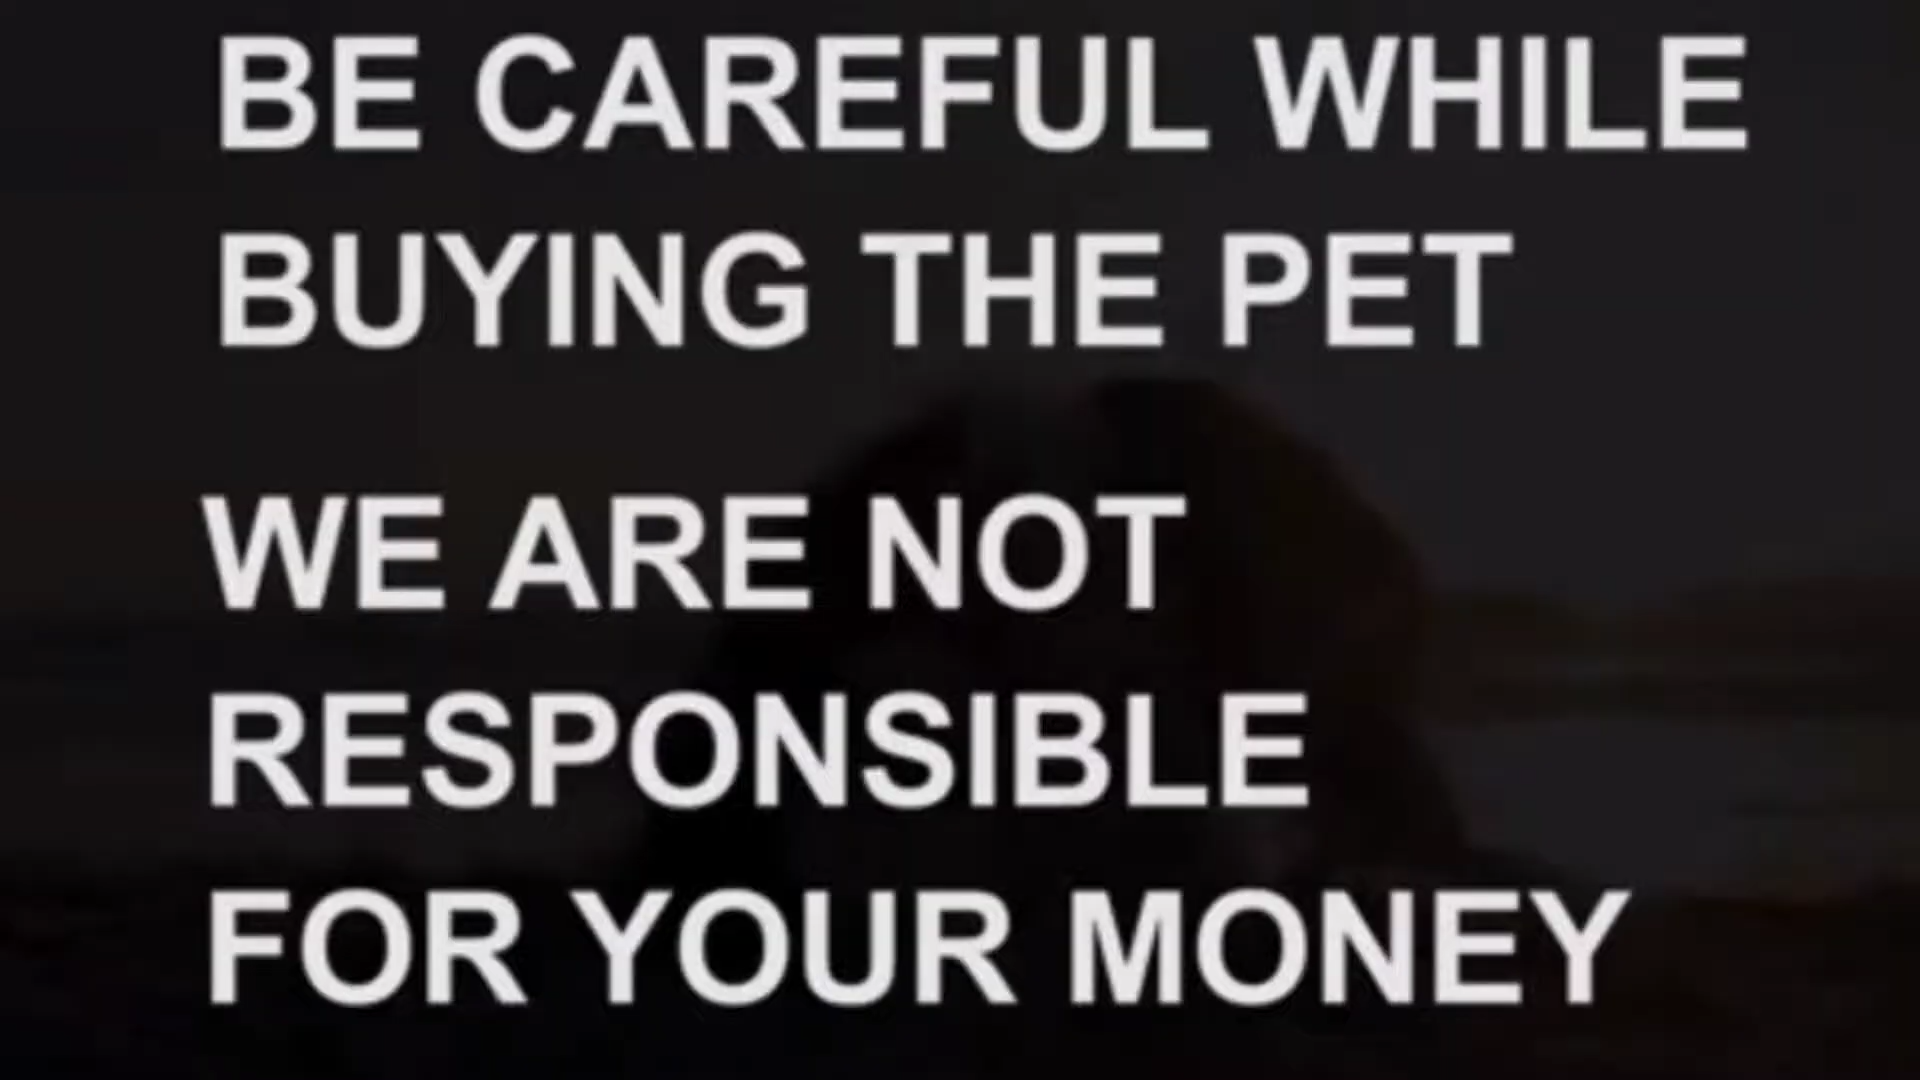 BE CAREFUL WHILE
BUYING THE PET
WE ARE NOT
RESPONSIBLE
FOR YOUR MONEY